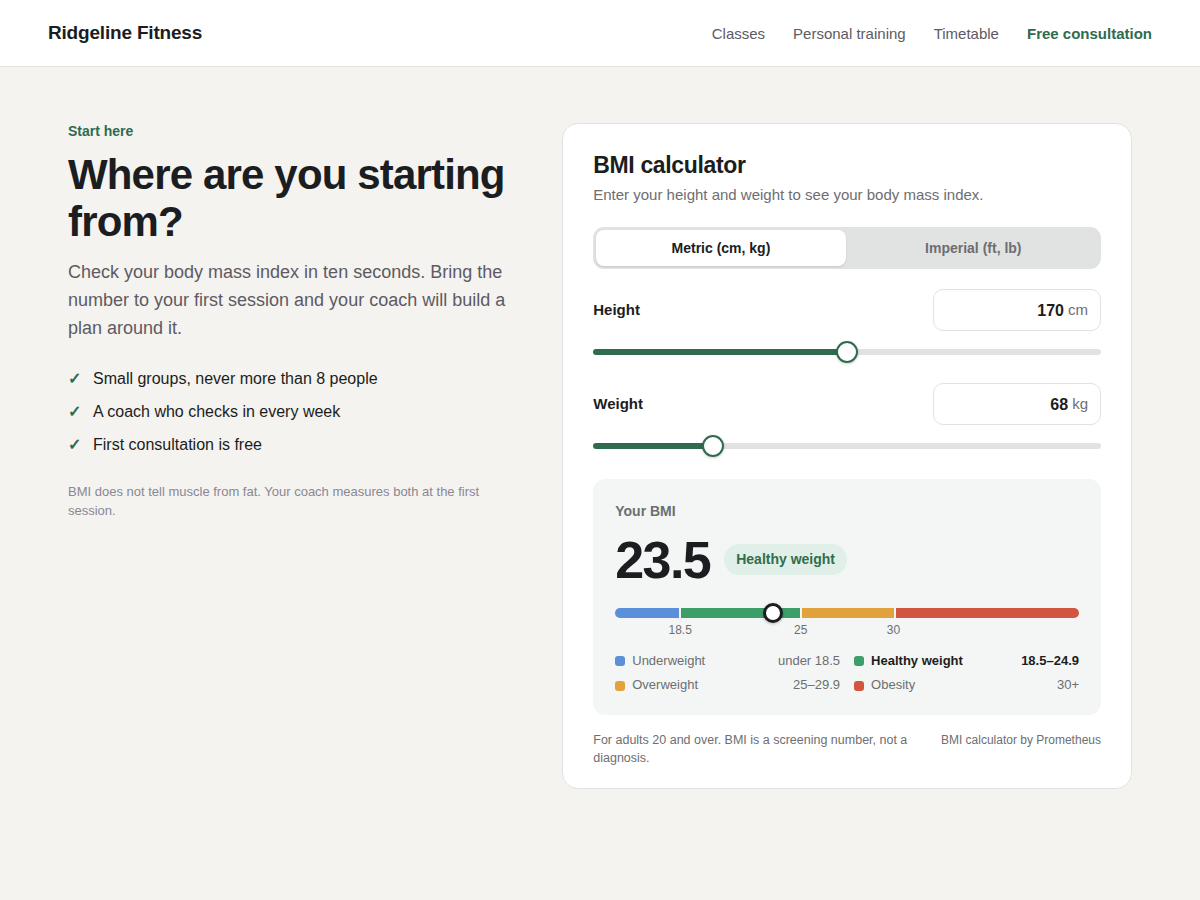 Ridgeline Fitness
Classes
Personal training
Timetable
Free consultation
Start here
Where are you starting
from?
Check your body mass index in ten seconds. Bring the
number to your first session and your coach will build a
plan around it.
✓ Small groups, never more than 8 people
✓ A coach who checks in every week
✓ First consultation is free
BMI does not tell muscle from fat. Your coach measures both at the first
session.
BMI calculator
Enter your height and weight to see your body mass index.
Metric (cm, kg)
Imperial (ft, lb)
Height
170 cm
Weight
68 kg
Your BMI
23.5
Healthy weight
18.5
25
30
Underweight under 18.5
Healthy weight 18.5–24.9
Overweight 25–29.9
Obesity 30+
For adults 20 and over. BMI is a screening number, not a
diagnosis.
BMI calculator by Prometheus